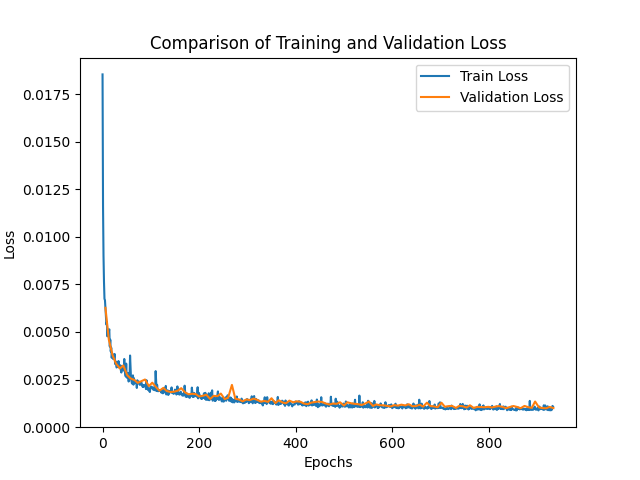 Comparison of Training and Validation Loss
Train Loss
Validation Loss
0.0175
0.0150
0.0125
0.0100
0.0075
0.0050
0.0025
0.0000
Loss
0 200 400 600 800
Epochs